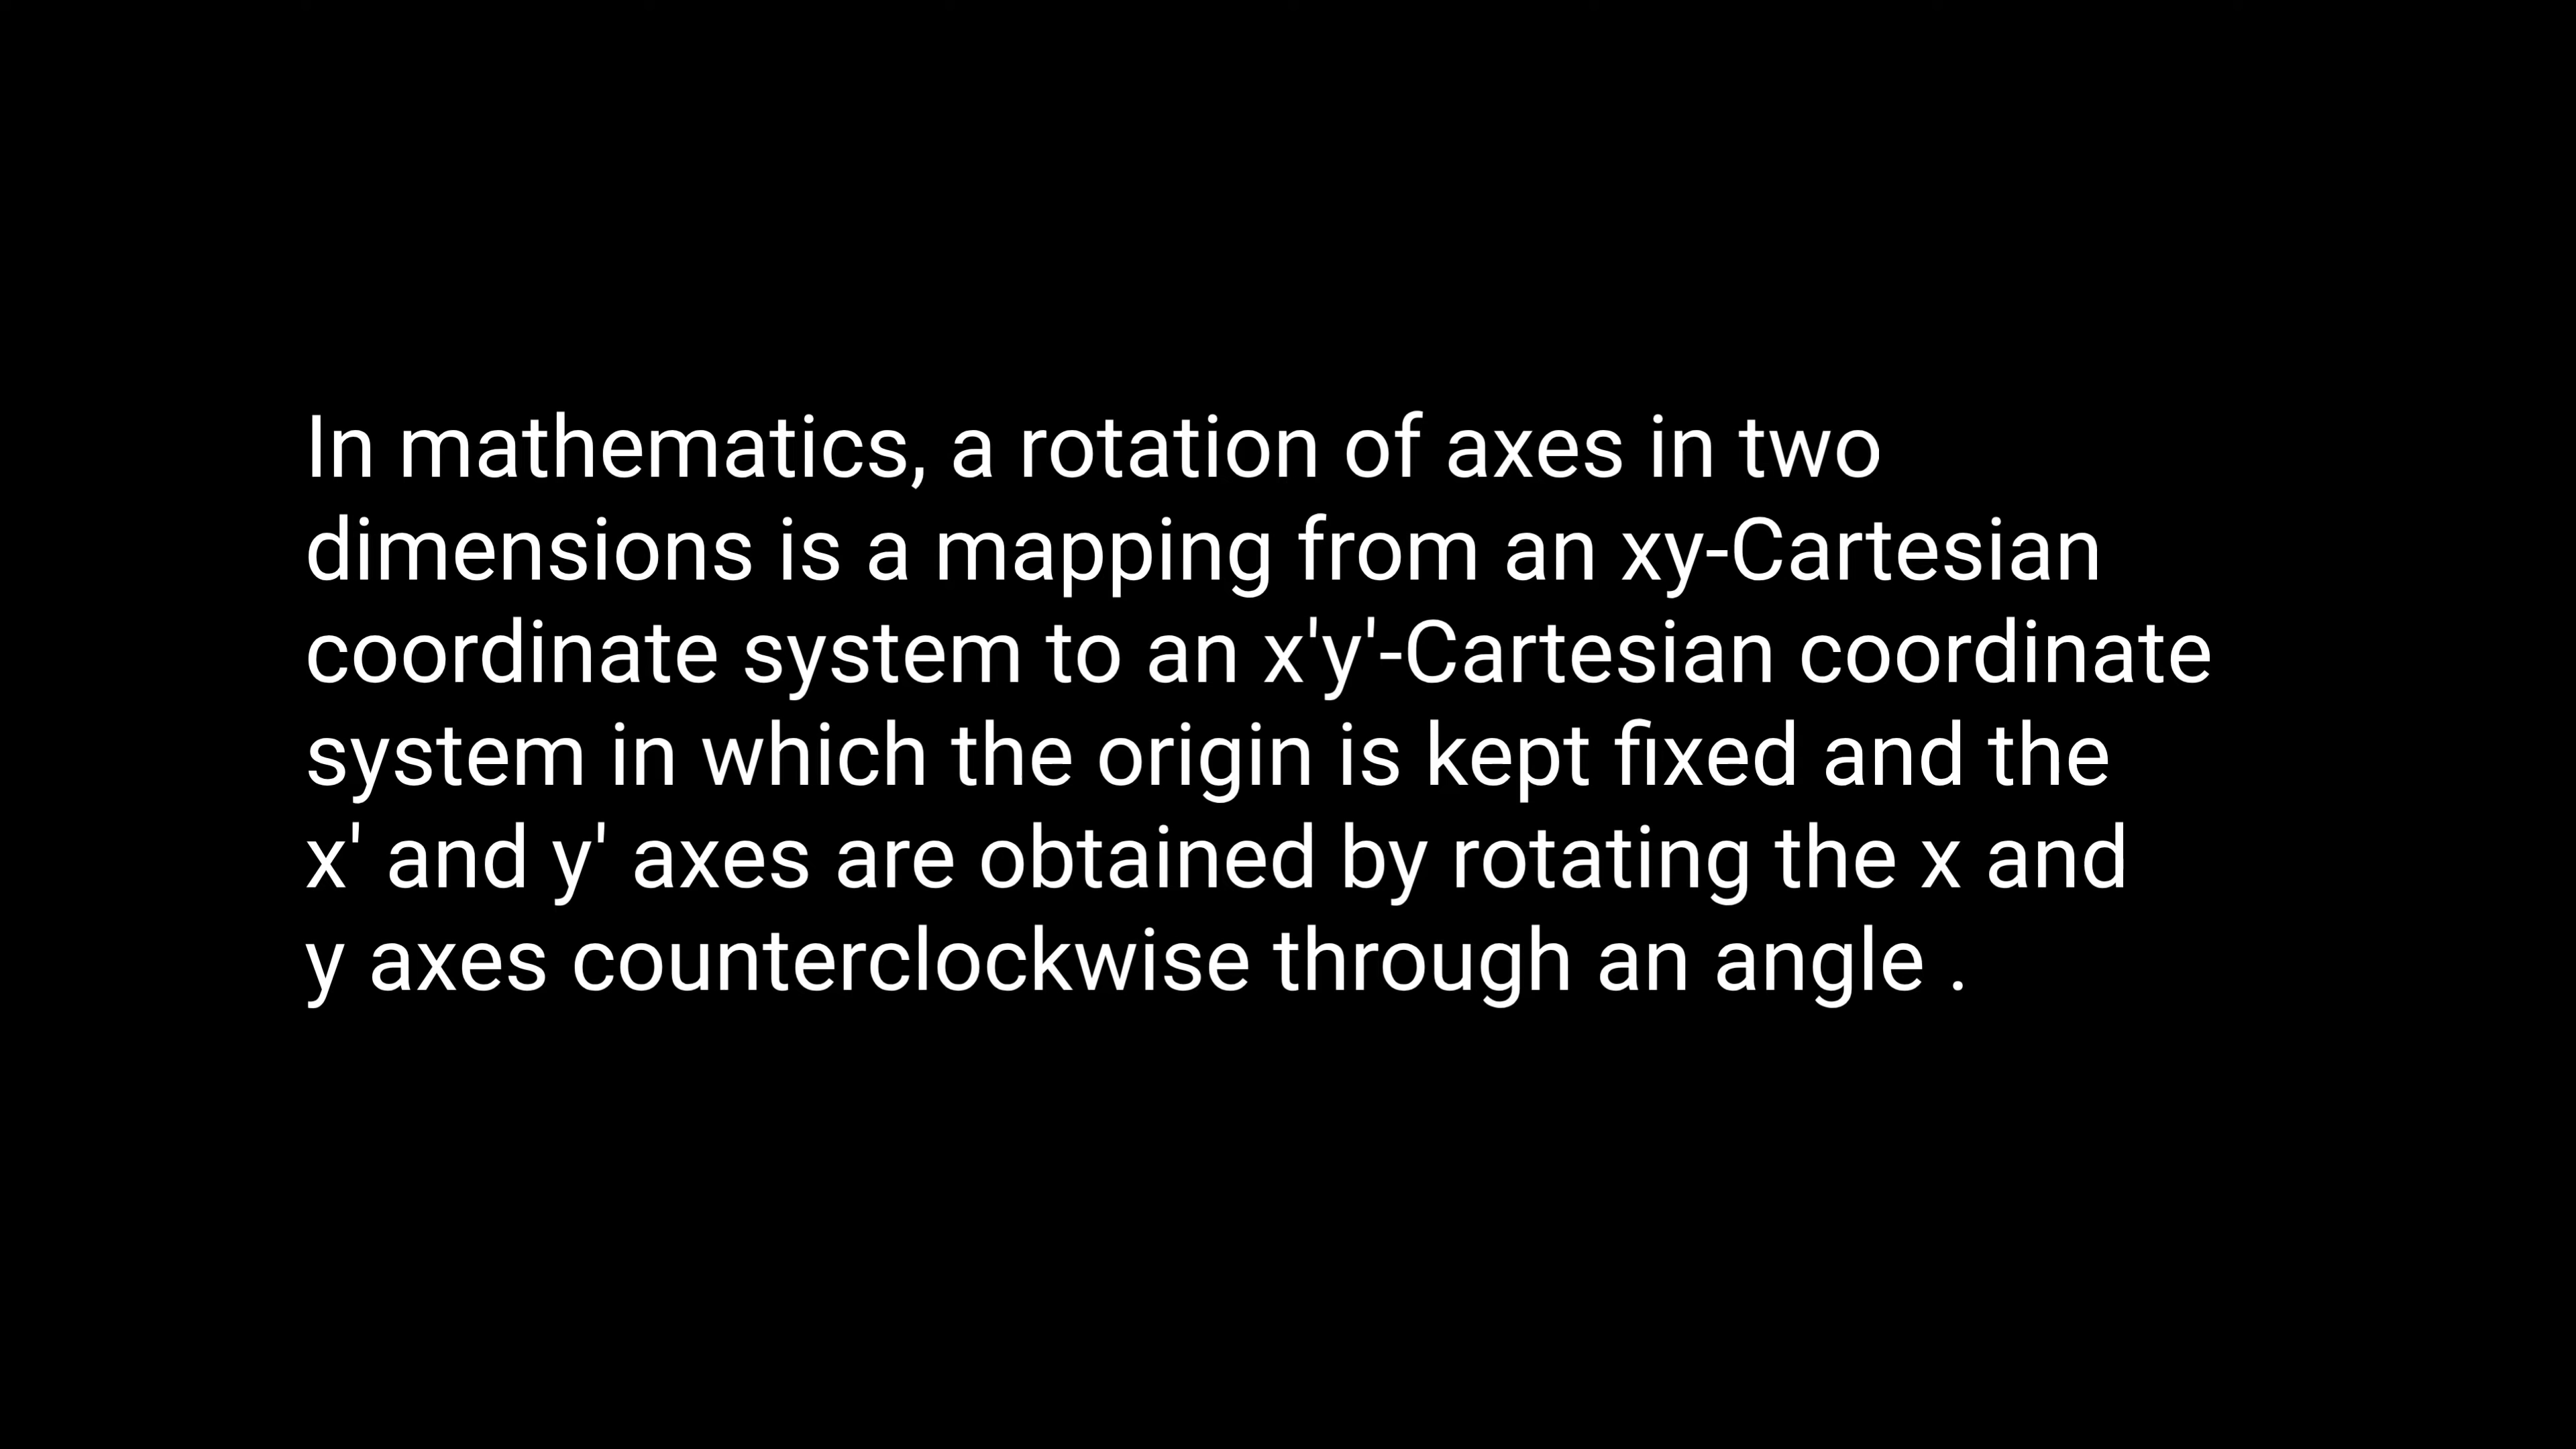 In mathematics, a rotation of axes in two
dimensions is a mapping from an xy-Cartesian
coordinate system to an x'y'-Cartesian coordinate
system in which the origin is kept fixed and the
x' and y' axes are obtained by rotating the x and
y axes counterclockwise through an angle .